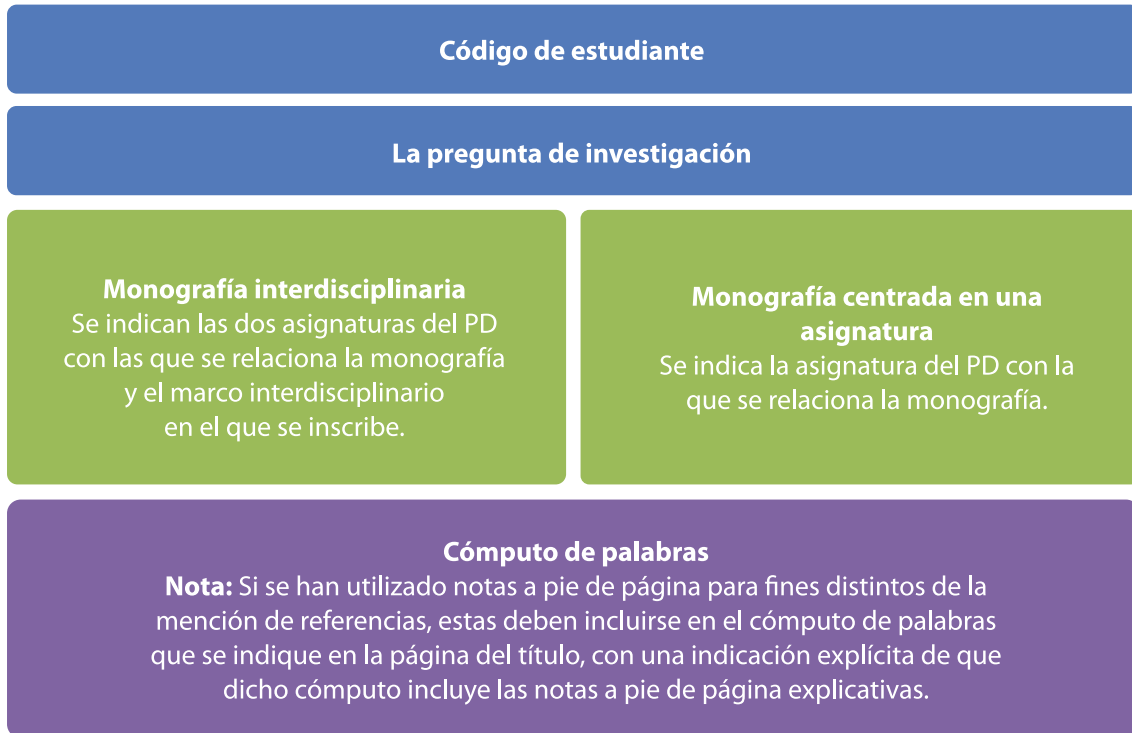 Código de estudiante
La pregunta de investigación
Monografía interdisciplinaria
Se indican las dos asignaturas del PD
con las que se relaciona la monografía
y el marco interdisciplinario
en el que se inscribe.
Monografía centrada en una
asignatura
Se indica la asignatura del PD con la
que se relaciona la monografía.
Cómputo de palabras
Nota: Si se han utilizado notas a pie de página para fines distintos de la
mención de referencias, estas deben incluirse en el cómputo de palabras
que se indique en la página del título, con una indicación explícita de que
dicho cómputo incluye las notas a pie de página explicativas.